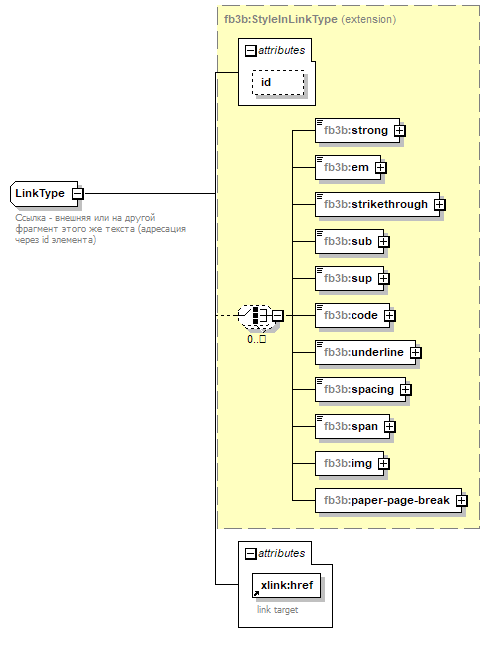 fb3b:StyleInLinkType (extension)
attributes
id
LinkType
Ссылка - внешняя или на другой
фрагмент этого же текста (адресация
через id элемента)
fb3b:strong
fb3b:em
fb3b:strikethrough
fb3b:sub
fb3b:sup
fb3b:code
fb3b:underline
fb3b:spacing
fb3b:span
fb3b:img
fb3b:paper-page-break
0..□
attributes
xlink:href
link target